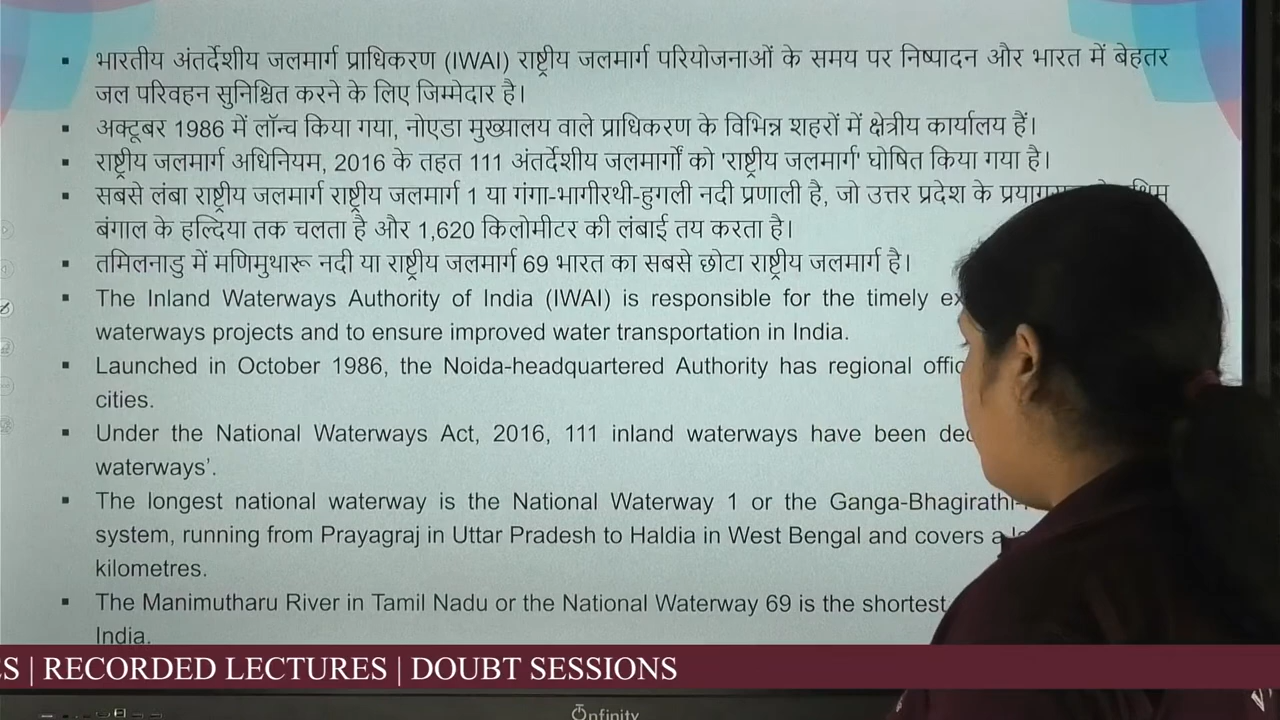 ▪ भारतीय अंतर्देशीय जलमार्ग प्राधिकरण (IWAI) राष्ट्रीय जलमार्ग परियोजनाओं के समय पर निष्पादन और भारत में बेहतर
जल परिवहन सुनिश्चित करने के लिए जिम्मेदार है।
▪ अक्टूबर 1986 में लॉन्च किया गया, नोएडा मुख्यालय वाले प्राधिकरण के विभिन्न शहरों में क्षेत्रीय कार्यालय हैं।
▪ राष्ट्रीय जलमार्ग अधिनियम, 2016 के तहत 111 अंतर्देशीय जलमार्गों को 'राष्ट्रीय जलमार्ग' घोषित किया गया है।
▪ सबसे लंबा राष्ट्रीय जलमार्ग राष्ट्रीय जलमार्ग 1 या गंगा-भागीरथी-हुगली नदी प्रणाली है, जो उत्तर प्रदेश के
बंगाल के हल्दिया तक चलता है और 1,620 किलोमीटर की लंबाई तय करता है।
▪ तमिलनाडु में मणिमुथारू नदी या राष्ट्रीय जलमार्ग 69 भारत का सबसे छोटा राष्ट्रीय जलमार्ग है।
▪ The Inland Waterways Authority of India (IWAI) is responsible for the timely
waterways projects and to ensure improved water transportation in India.
▪ Launched in October 1986, the Noida-headquartered Authority has regional
cities.
▪ Under the National Waterways Act, 2016, 111 inland waterways have been
waterways’.
▪ The longest national waterway is the National Waterway 1 or the Ganga-Bhagirathi-
system, running from Prayagraj in Uttar Pradesh to Haldia in West Bengal and covers a
kilometres.
▪ The Manimutharu River in Tamil Nadu or the National Waterway 69 is the shortest
India.
| RECORDED LECTURES | DOUBT SESSIONS